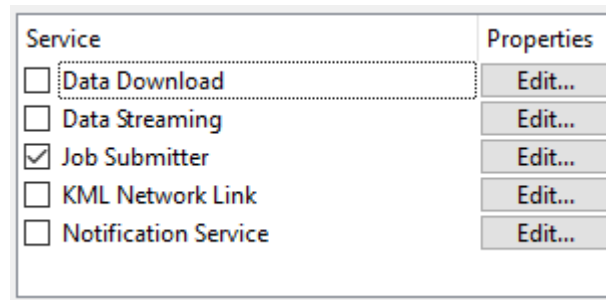 Service Properties
Data Download Edit...
Data Streaming Edit...
Job Submitter Edit...
KML Network Link Edit...
Notification Service Edit...